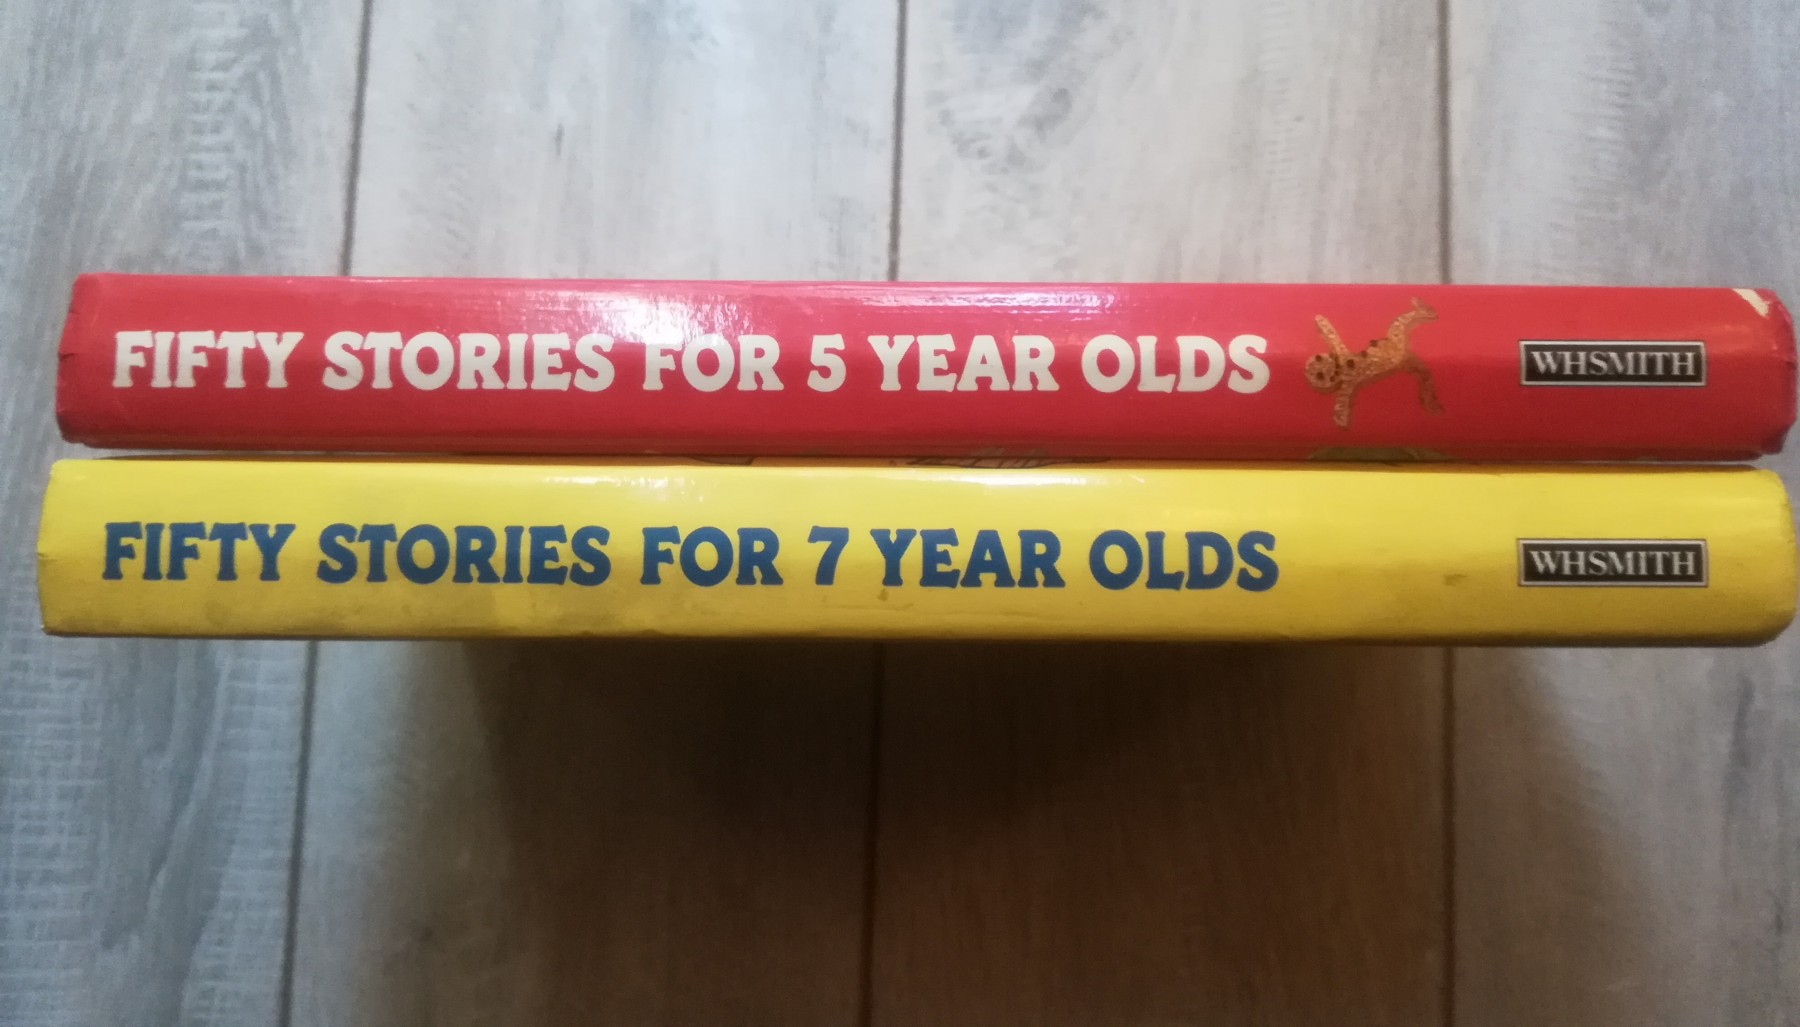 FIFTY STORIES FOR 5 YEAR OLDS WHSMITH
FIFTY STORIES FOR 7 YEAR OLDS WHSMITH